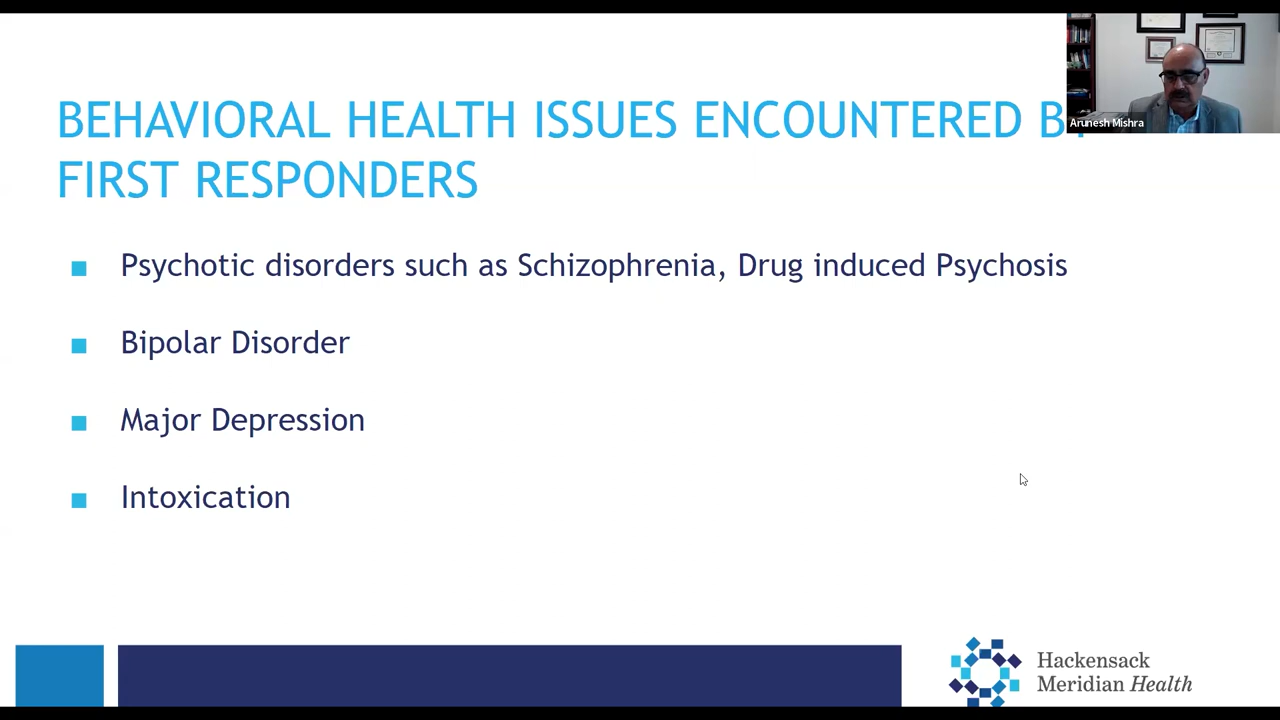 BEHAVIORAL HEALTH ISSUES ENCOUNTERED
FIRST RESPONDERS
Psychotic disorders such as Schizophrenia, Drug induced Psychosis
Bipolar Disorder
Major Depression
Intoxication
Arunesh Mishra
Hackensack
Meridian Health